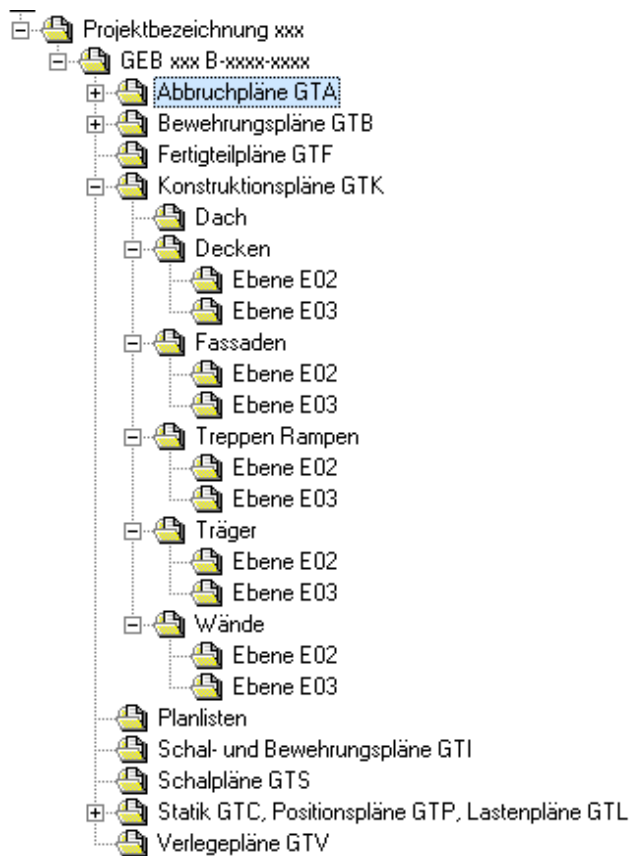 Projektbezeichnung xxx
GEB xxx B-xxxx-xxxx
Abbruchpläne GTA
Bewehrungspläne GTB
Fertigteilpläne GTF
Konstruktionspläne GTK
Dach
Decken
Ebene E02
Ebene E03
Fassaden
Ebene E02
Ebene E03
Treppen Rampen
Ebene E02
Ebene E03
Träger
Ebene E02
Ebene E03
Wände
Ebene E02
Ebene E03
Planlisten
Schal- und Bewehrungspläne GTI
Schalpläne GTS
Statik GTC, Positionspläne GTP, Lastenpläne GTL
Verlegepläne GTV